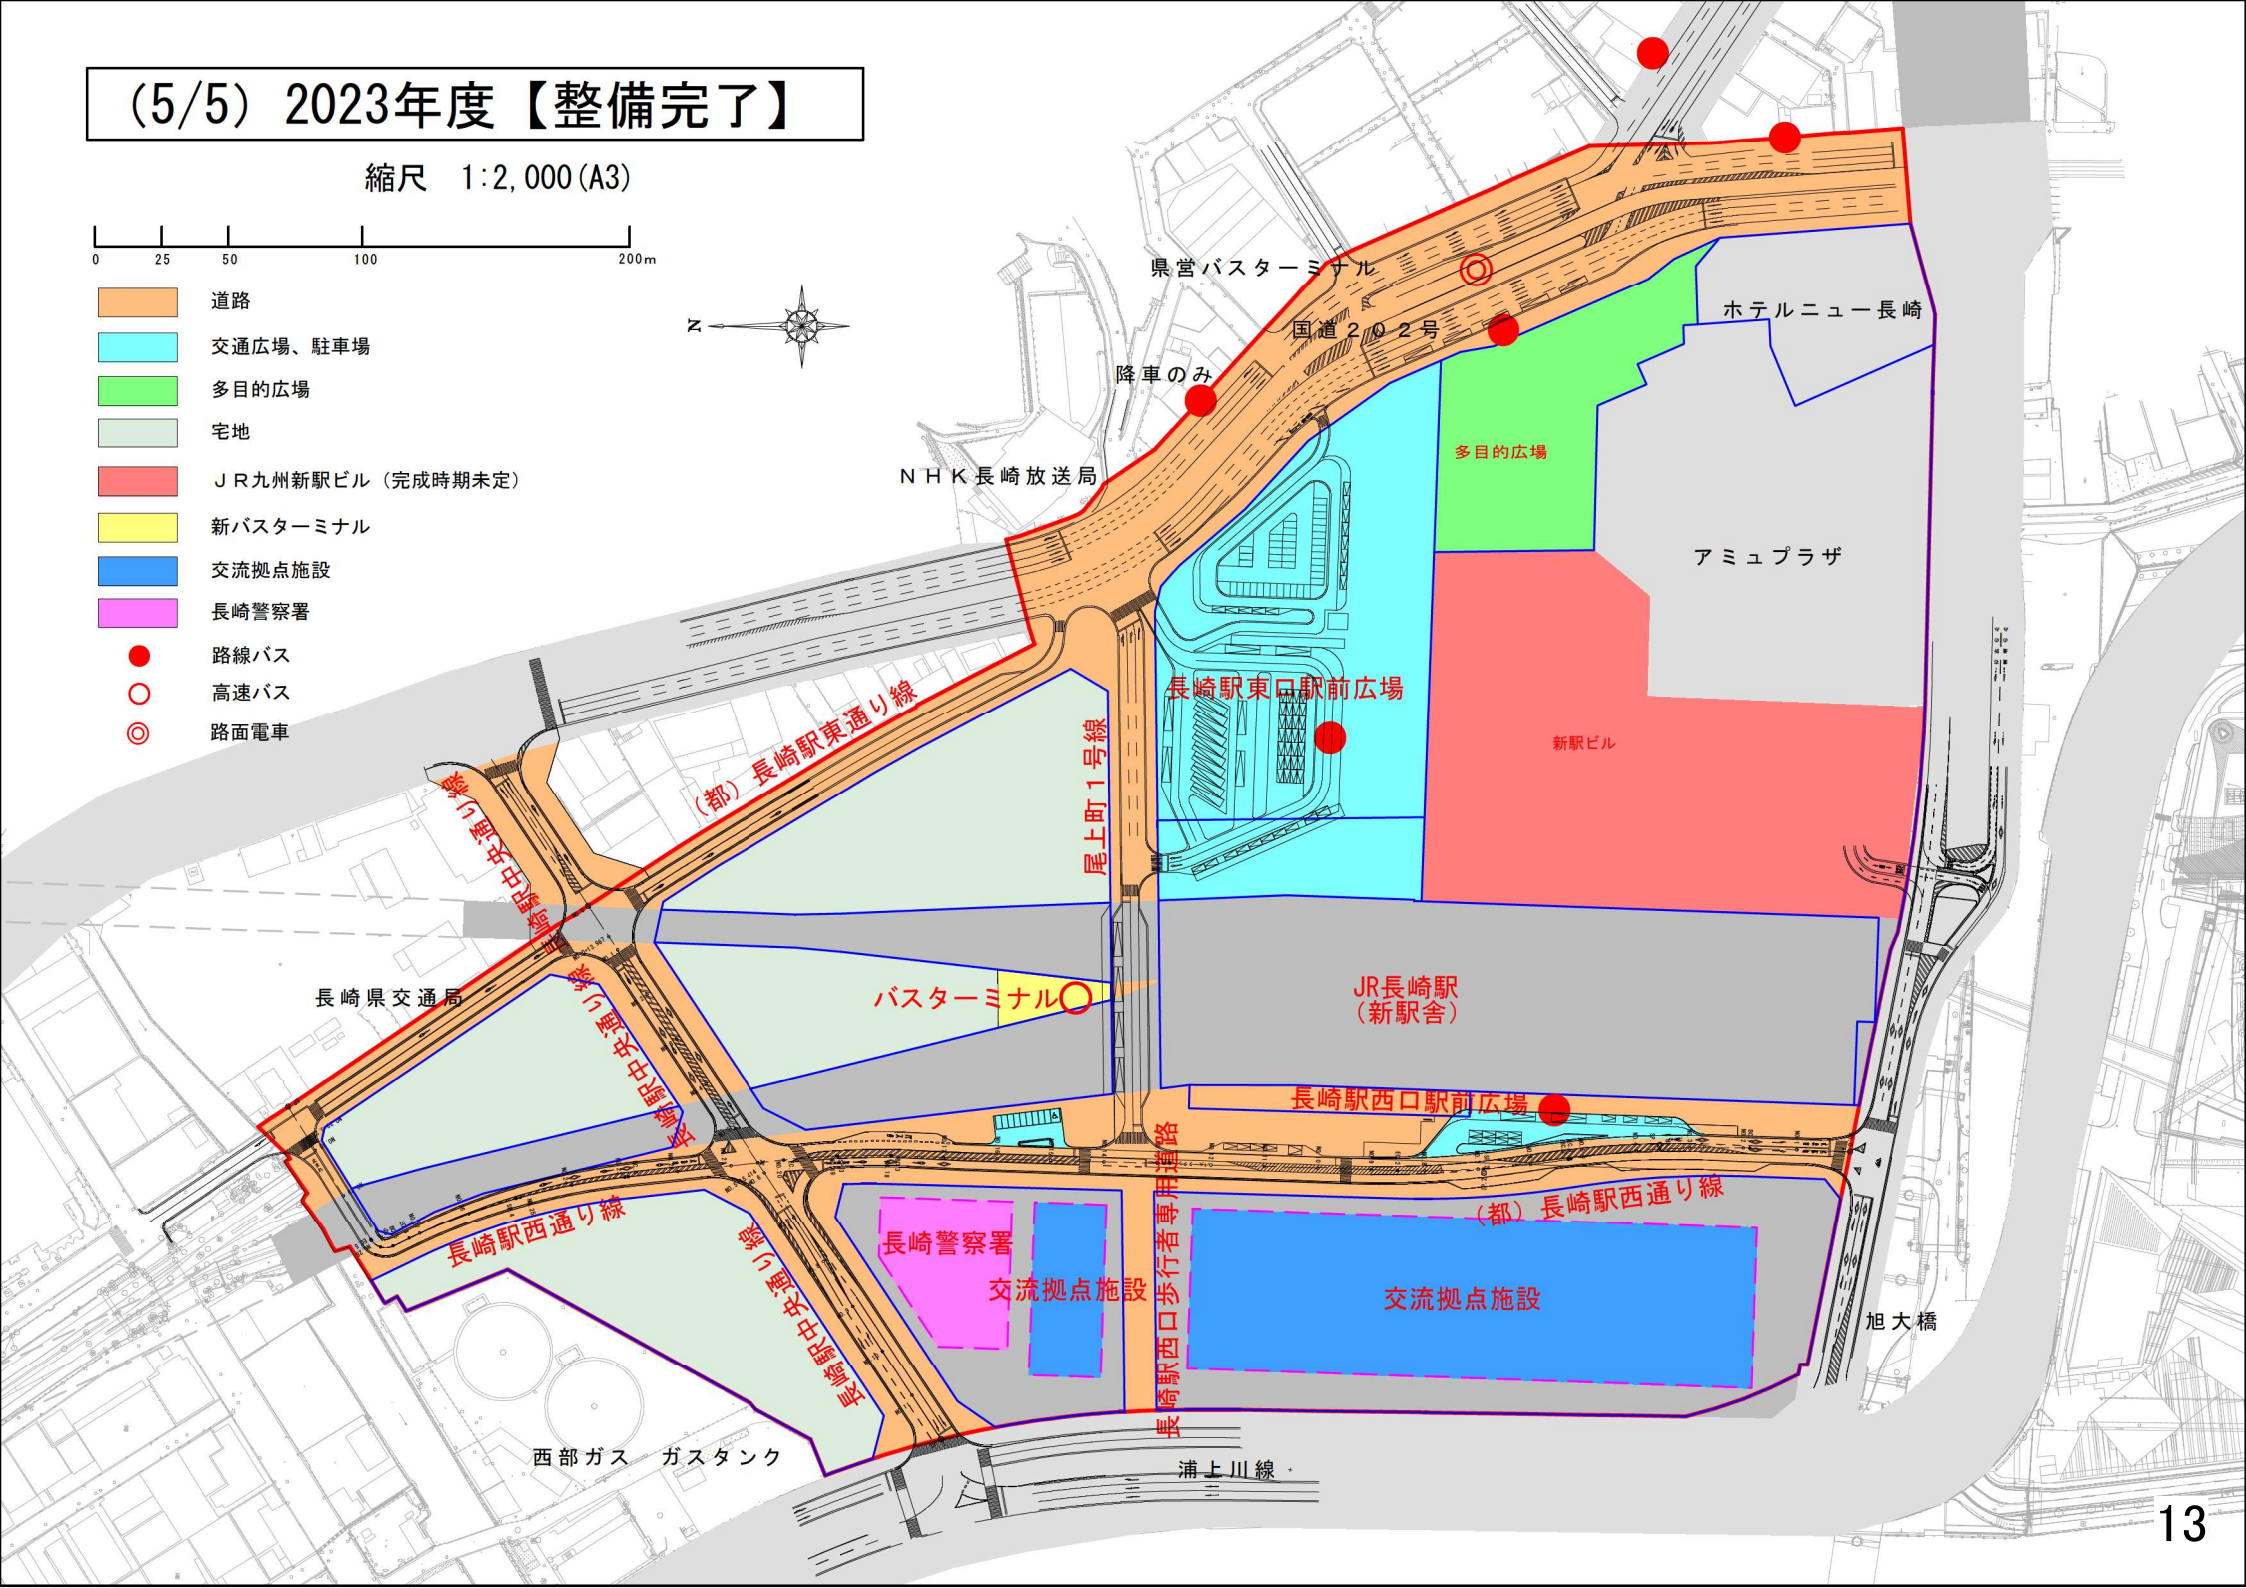 （5/5）2023年度【整備完了】
縮尺　1:2,000(A3)
0 25 50 100 200m
道路
交通広場、駐車場
多目的広場
宅地
ＪＲ九州新駅ビル（完成時期未定）
新バスターミナル
交流拠点施設
長崎警察署
路線バス
高速バス
路面電車
N
県営バスターミナル
国道２０２号
降車のみ
ＮＨＫ長崎放送局
ホテルニュー長崎
多目的広場
アミュプラザ
長崎駅東口駅前広場
新駅ビル
（都）長崎駅東通り線
尾上町１号線
長崎駅中央通り線
長崎県交通局
長崎駅中央通り線
バスターミナル
JR長崎駅
（新駅舎）
長崎駅西口駅前広場
長崎駅西口歩行者専用道路
（都）長崎駅西通り線
長崎駅西通り線
長崎駅中央通り線
長崎警察署
交流拠点施設
交流拠点施設
旭大橋
西部ガス　ガスタンク
浦上川線
13